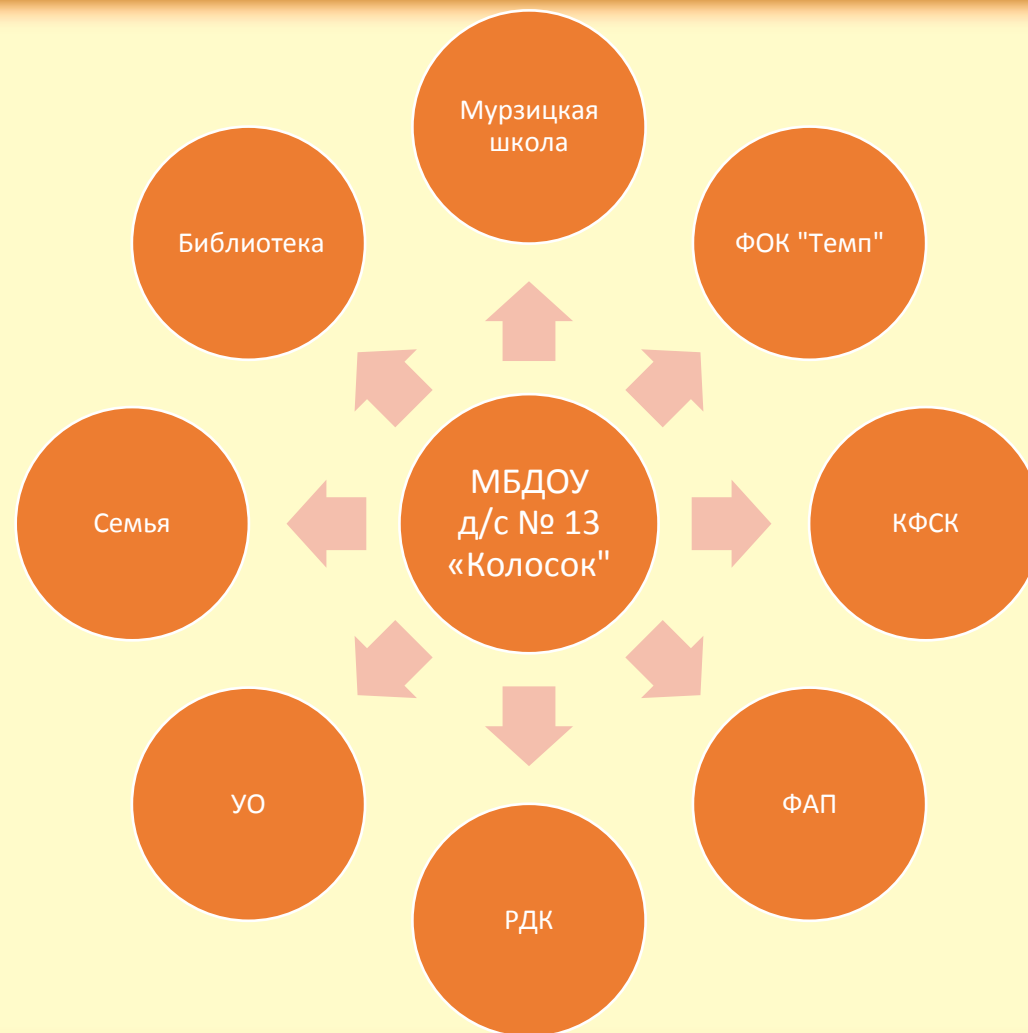 Мурзицкая
школа
Библиотека
ФОК "Темп"
Семья
МБДОУ
д/с № 13
«Колосок"
КФСК
УО
ФАП
РДК